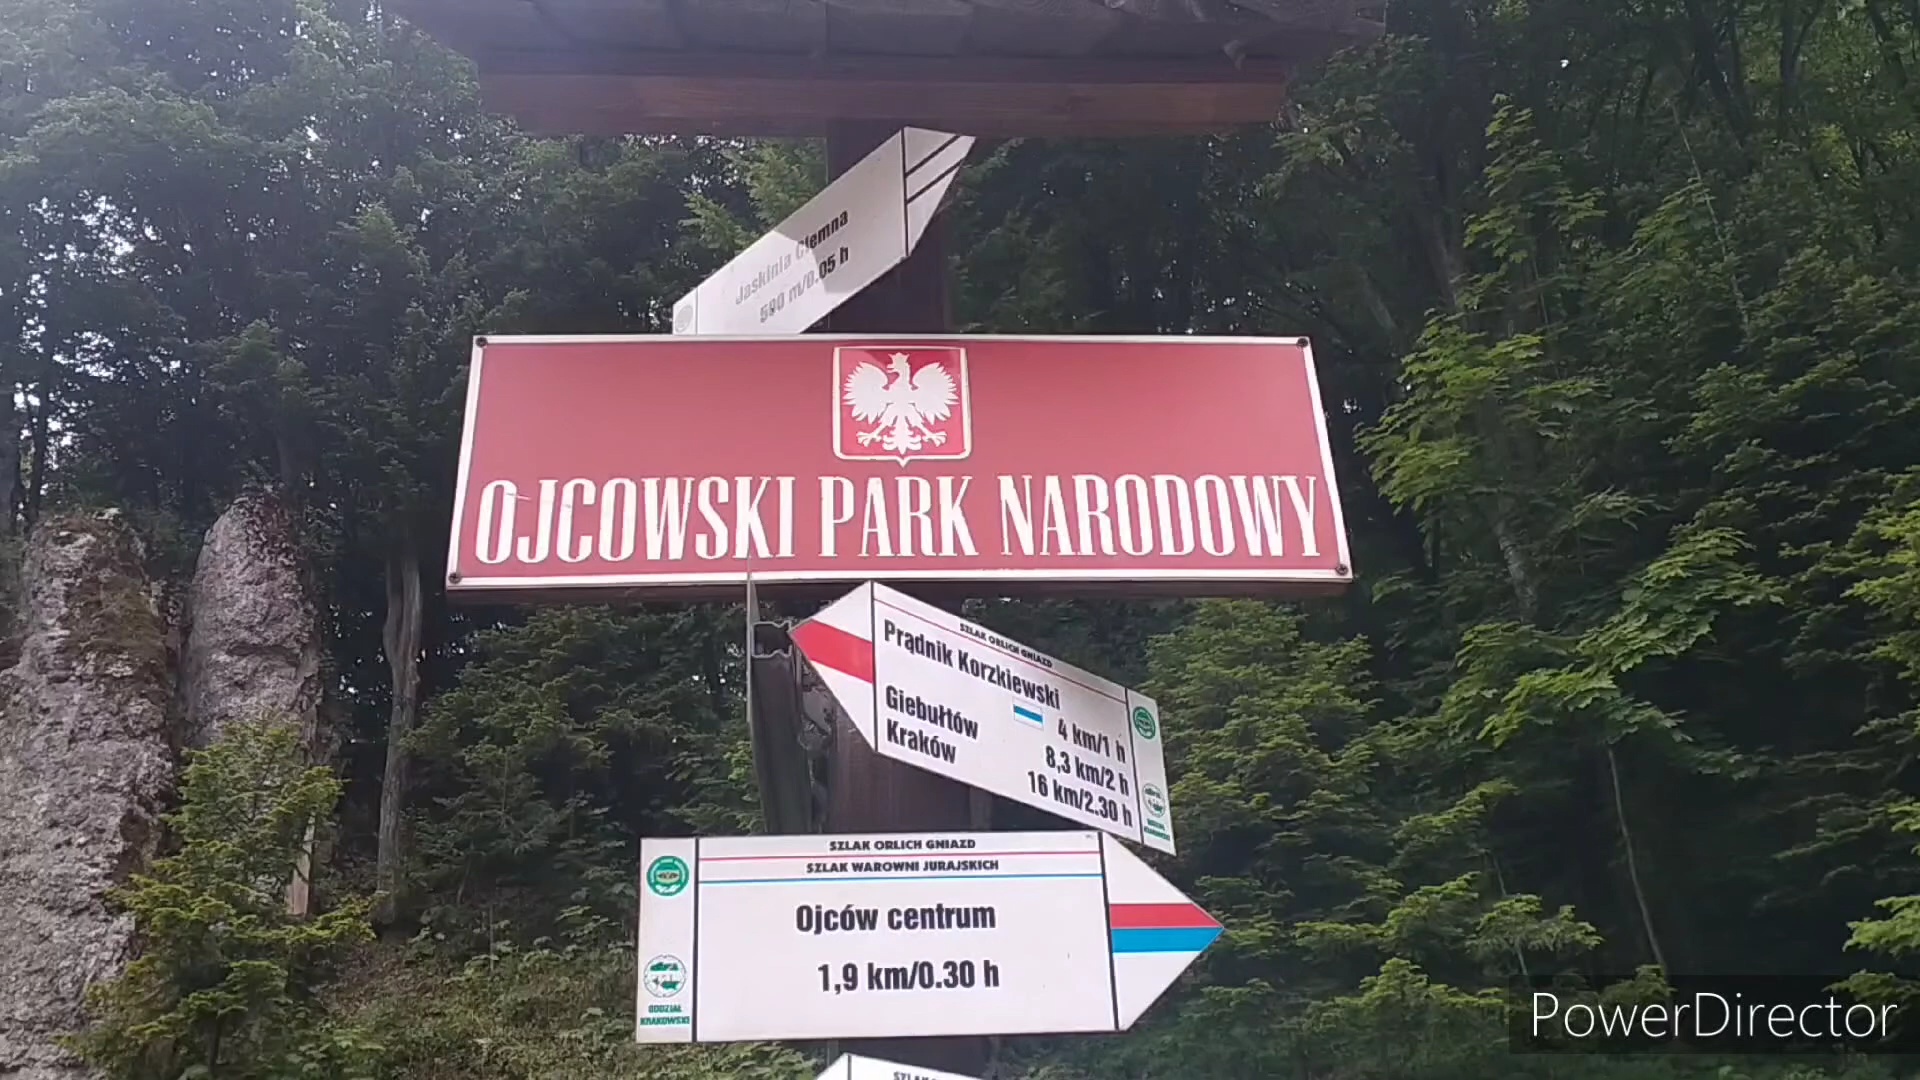 Jaskinia Ciemna
590 m/0.05 h
OJCOWSKI PARK NARODOWY
SZLAK ORLICH GNIAZD
Prądnik Korzkiewski
4 km/1 h
Giebułtów 8,3 km/2 h
Kraków 16 km/2.30 h
SZLAK ORLICH GNIAZD
SZLAK WAROWNI JURAJSKICH
Ojców centrum
1,9 km/0.30 h
ODDZIAŁ
KRAKOWSKI
PowerDirector